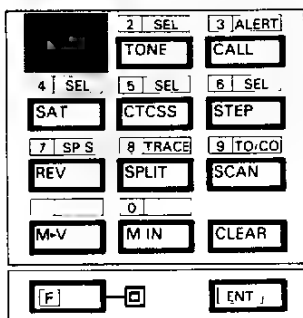 2 SEL 3 ALERT
TONE CALL
4 SEL 5 SEL 6 SEL
SAT CTCSS STEP
7 SP S 8 TRACE 9 TO/CO
REV SPLIT SCAN
0
M►V M IN CLEAR
F ENT